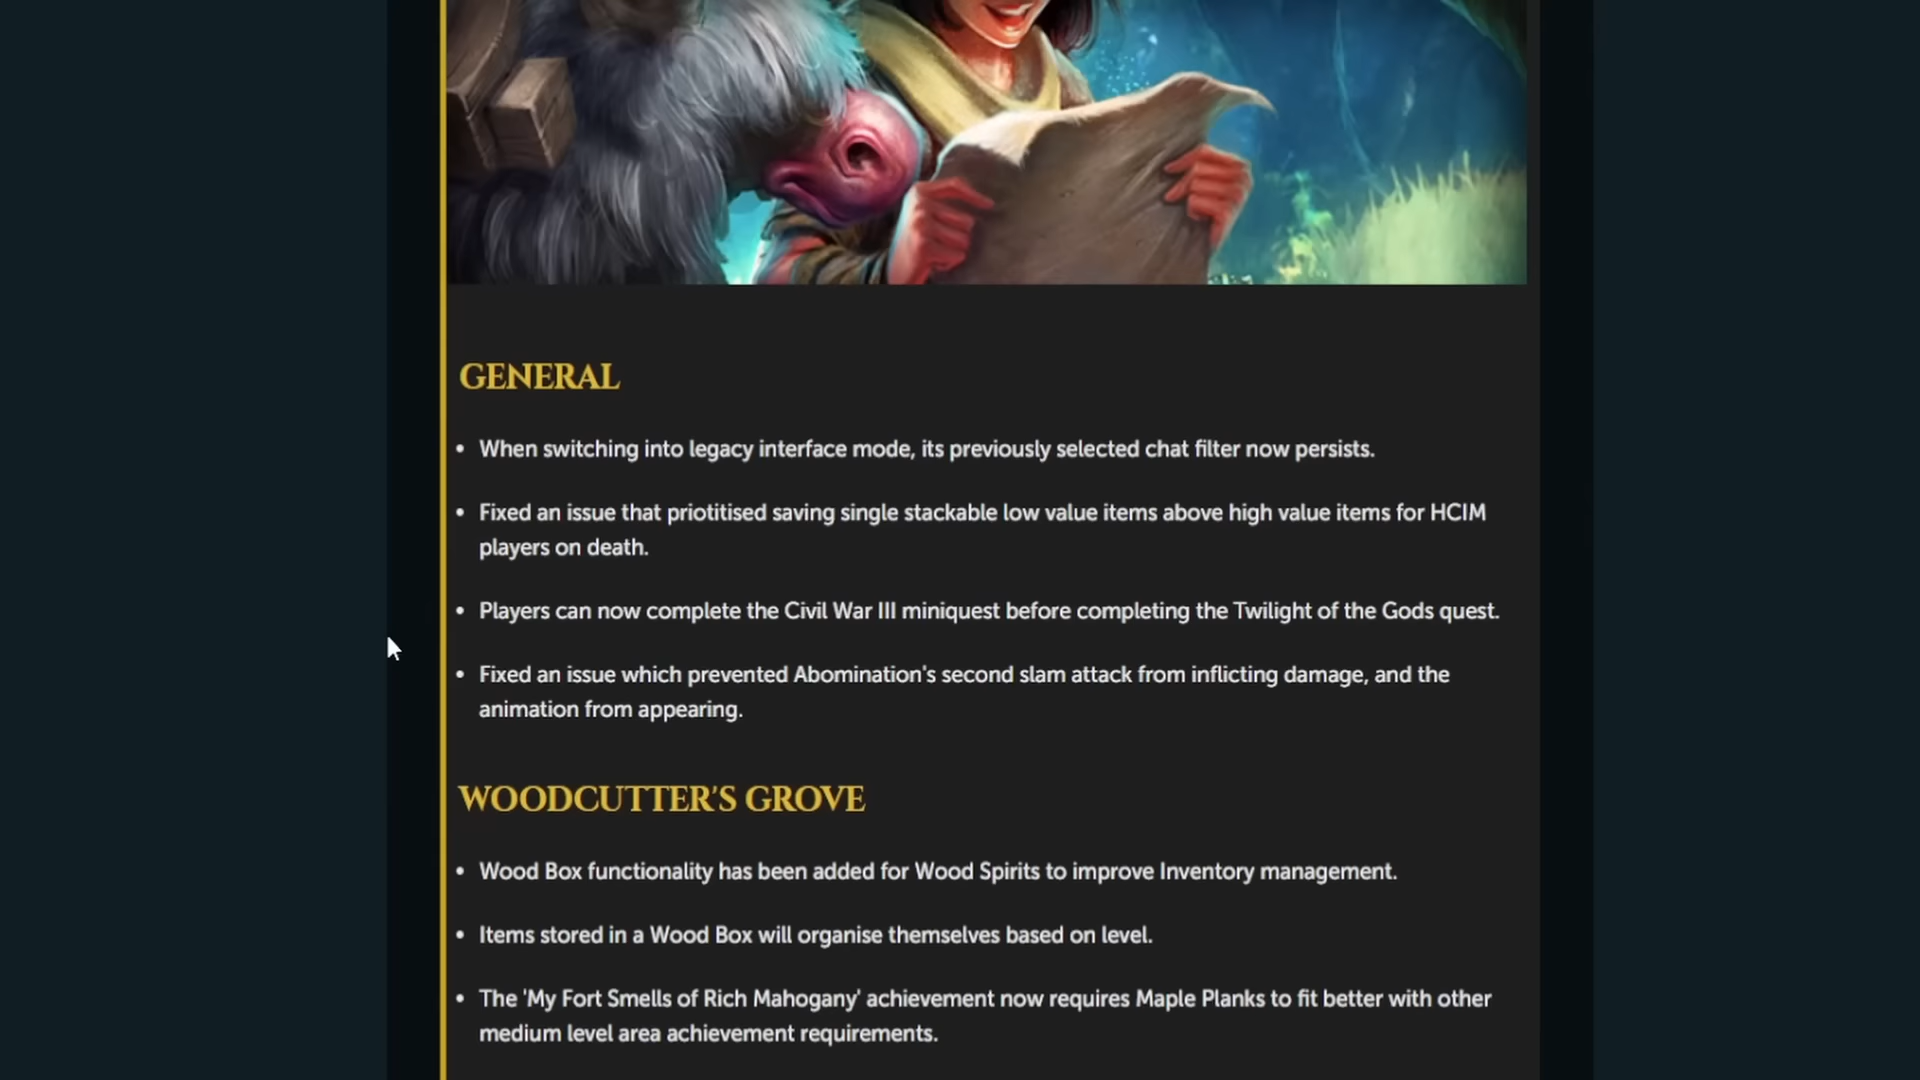 GENERAL
• When switching into legacy interface mode, its previously selected chat filter now persists.
• Fixed an issue that priotitised saving single stackable low value items above high value items for HCIM
players on death.
• Players can now complete the Civil War III miniquest before completing the Twilight of the Gods quest.
• Fixed an issue which prevented Abomination's second slam attack from inflicting damage, and the
animation from appearing.
WOODCUTTER'S GROVE
• Wood Box functionality has been added for Wood Spirits to improve Inventory management.
• Items stored in a Wood Box will organise themselves based on level.
• The 'My Fort Smells of Rich Mahogany' achievement now requires Maple Planks to fit better with other
medium level area achievement requirements.